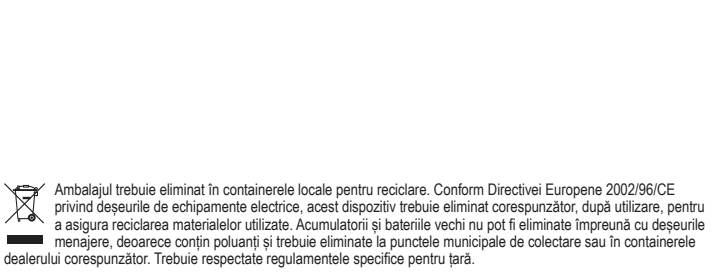 Ambalajul trebuie eliminat în containerele locale pentru reciclare. Conform Directivei Europene 2002/96/CE
privind deșeurile de echipamente electrice, acest dispozitiv trebuie eliminat corespunzător, după utilizare, pentru
a asigura reciclarea materialelor utilizate. Acumulatorii și bateriile vechi nu pot fi eliminate împreună cu deșeurile
menajere, deoarece conțin poluanți și trebuie eliminate la punctele municipale de colectare sau în containerele
dealerului corespunzător. Trebuie respectate regulamentele specifice pentru țară.